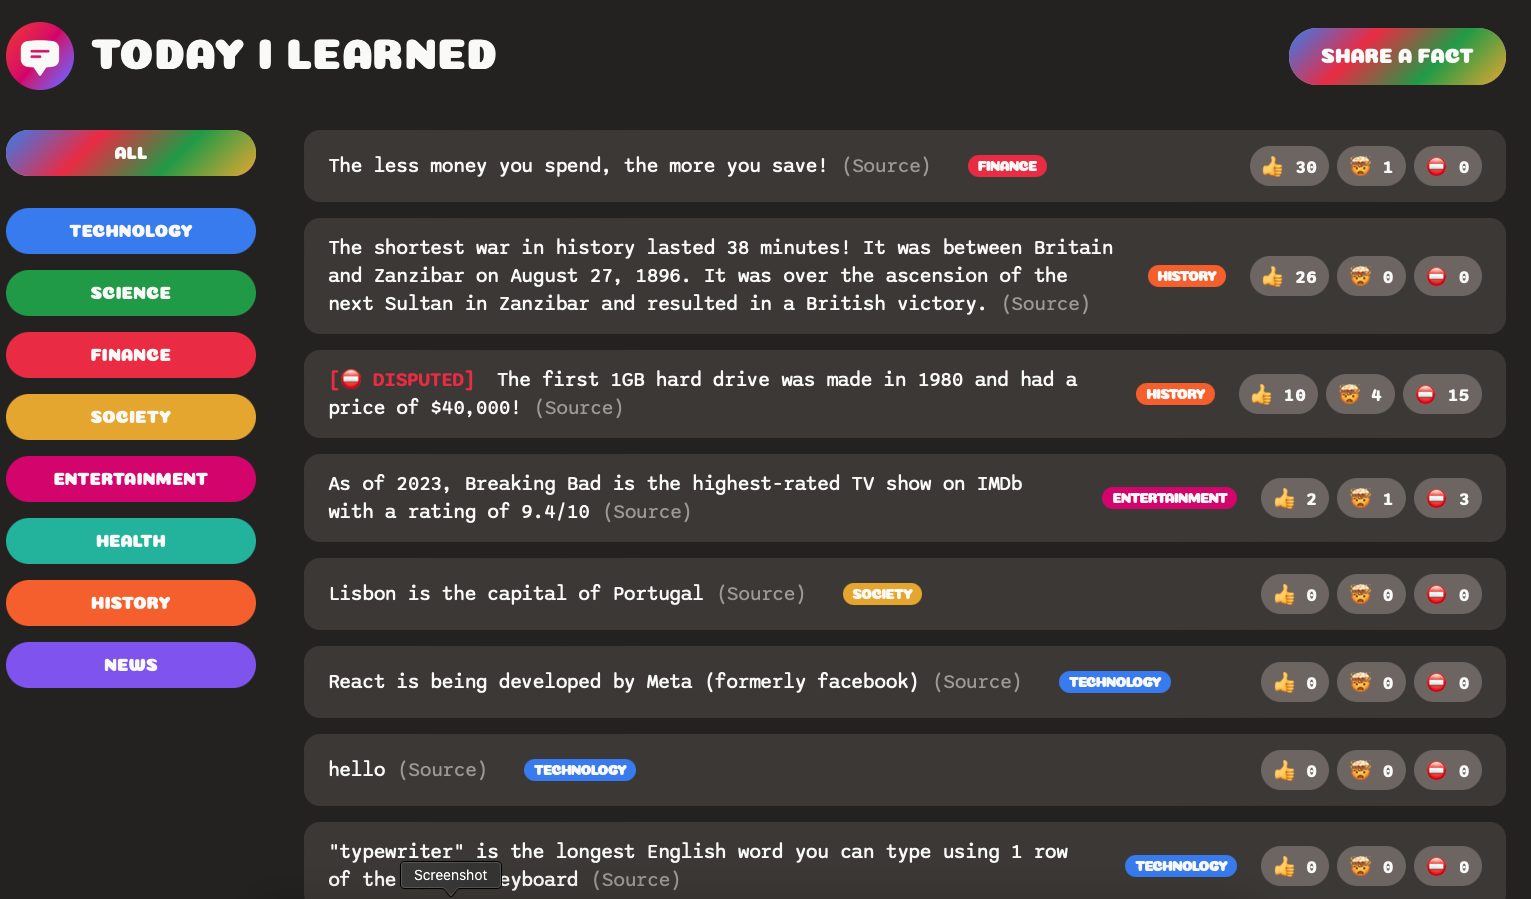 TODAY I LEARNED
SHARE A FACT
ALL
TECHNOLOGY
SCIENCE
FINANCE
SOCIETY
ENTERTAINMENT
HEALTH
HISTORY
NEWS
The less money you spend, the more you save! (Source) FINANCE 👍 30 🤯 1 ⛔ 0
The shortest war in history lasted 38 minutes! It was between Britain
and Zanzibar on August 27, 1896. It was over the ascension of the
next Sultan in Zanzibar and resulted in a British victory. (Source)
HISTORY 👍 26 🤯 0 ⛔ 0
[⛔ DISPUTED] The first 1GB hard drive was made in 1980 and had a
price of $40,000! (Source)
HISTORY 👍 10 🤯 4 ⛔ 15
As of 2023, Breaking Bad is the highest-rated TV show on IMDb
with a rating of 9.4/10 (Source)
ENTERTAINMENT 👍 2 🤯 1 ⛔ 3
Lisbon is the capital of Portugal (Source) SOCIETY 👍 0 🤯 0 ⛔ 0
React is being developed by Meta (formerly facebook) (Source) TECHNOLOGY 👍 0 🤯 0 ⛔ 0
hello (Source) TECHNOLOGY 👍 0 🤯 0 ⛔ 0
"typewriter" is the longest English word you can type using 1 row
of the eyboard (Source)
TECHNOLOGY 👍 0 🤯 0 ⛔ 0
Screenshot